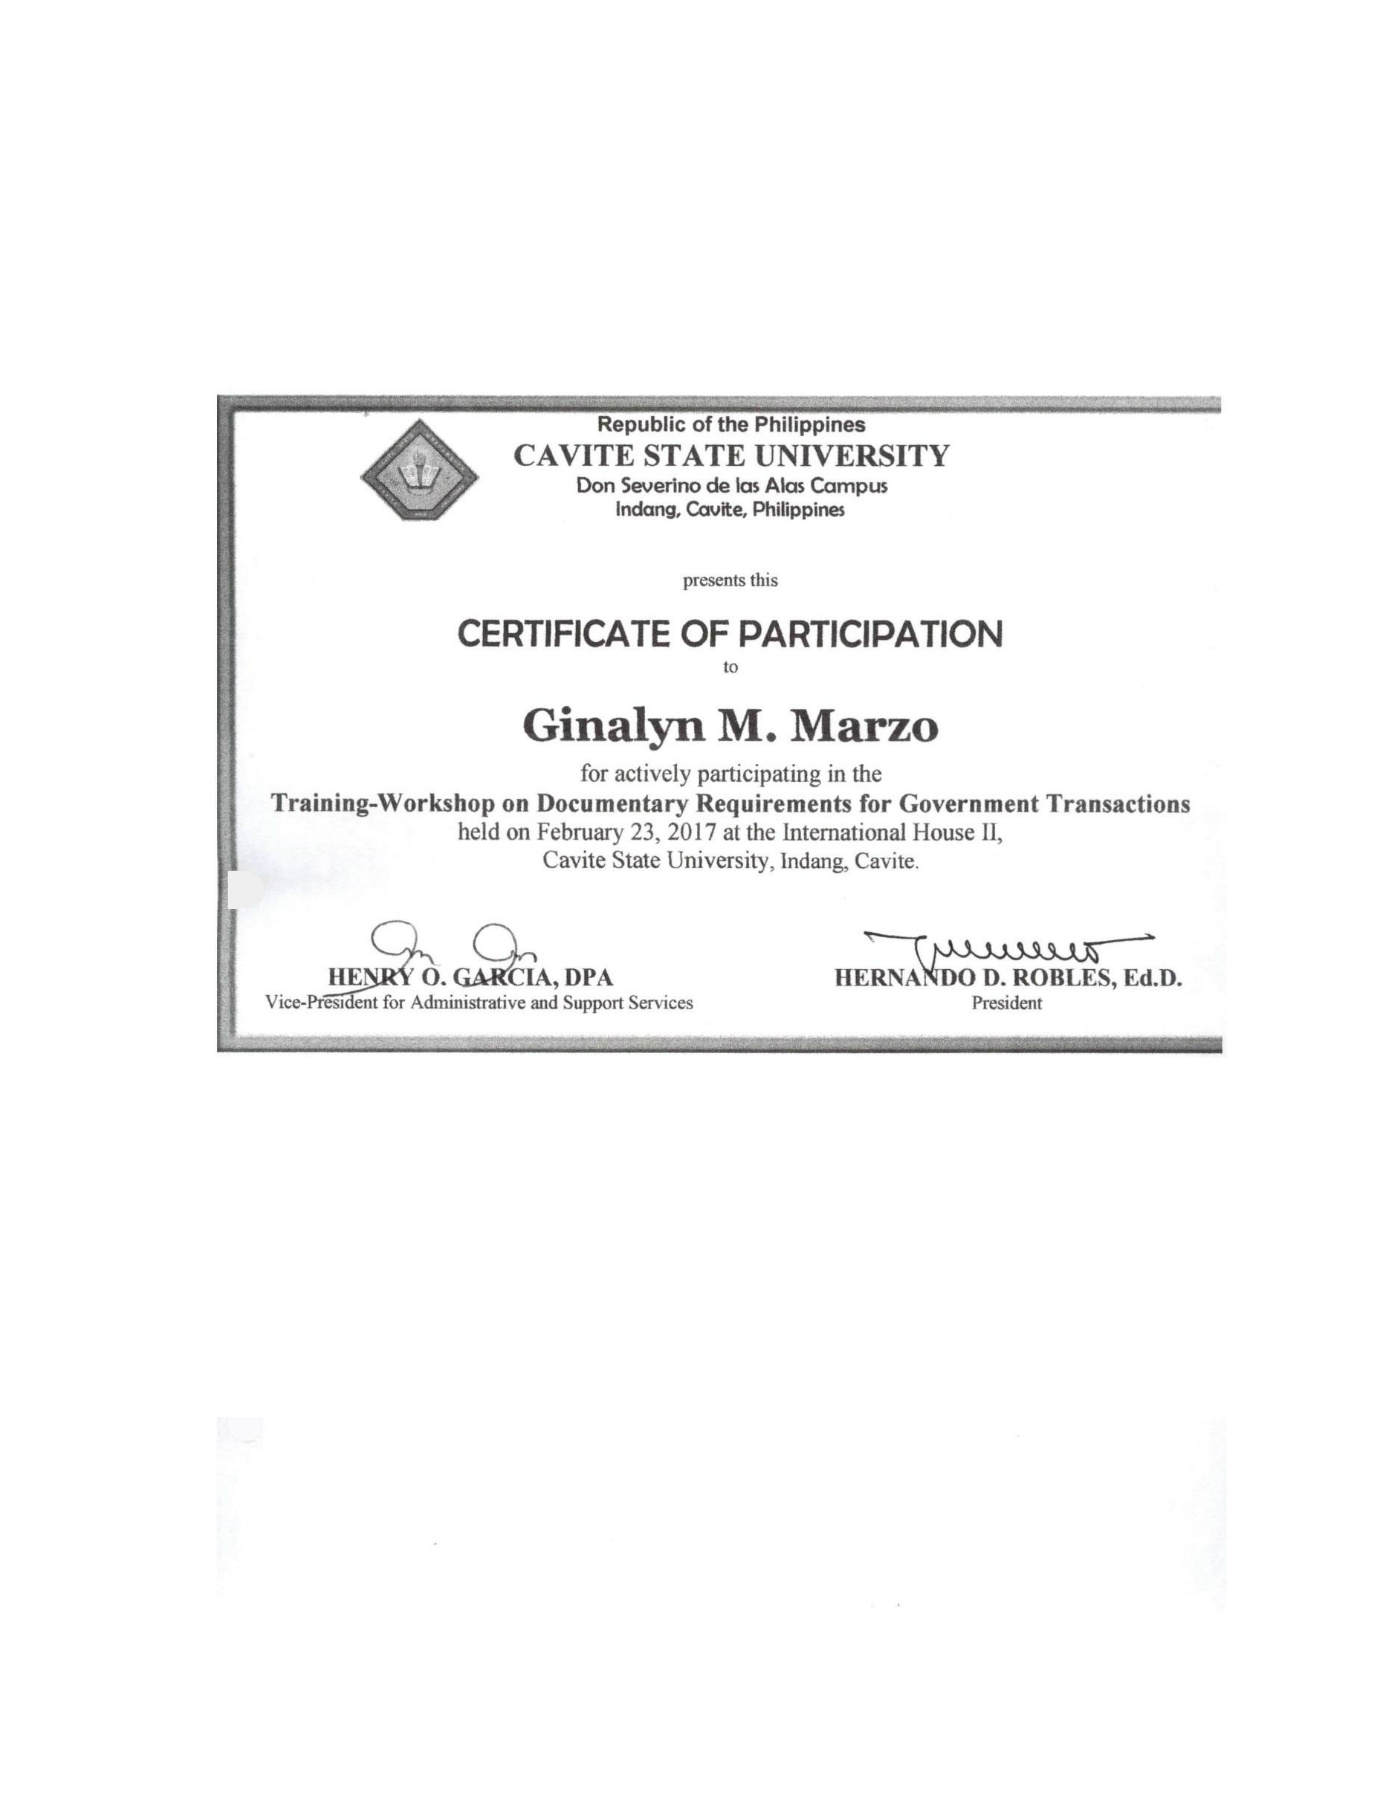 Republic of the Philippines
CAVITE STATE UNIVERSITY
Don Severino de las Alas Campus
Indang, Cavite, Philippines
presents this
CERTIFICATE OF PARTICIPATION
to
Ginalyn M. Marzo
for actively participating in the
Training-Workshop on Documentary Requirements for Government Transactions
held on February 23, 2017 at the International House II,
Cavite State University, Indang, Cavite.
HENRY O. GARCIA, DPA
Vice-President for Administrative and Support Services
HERNANDO D. ROBLES, Ed.D.
President